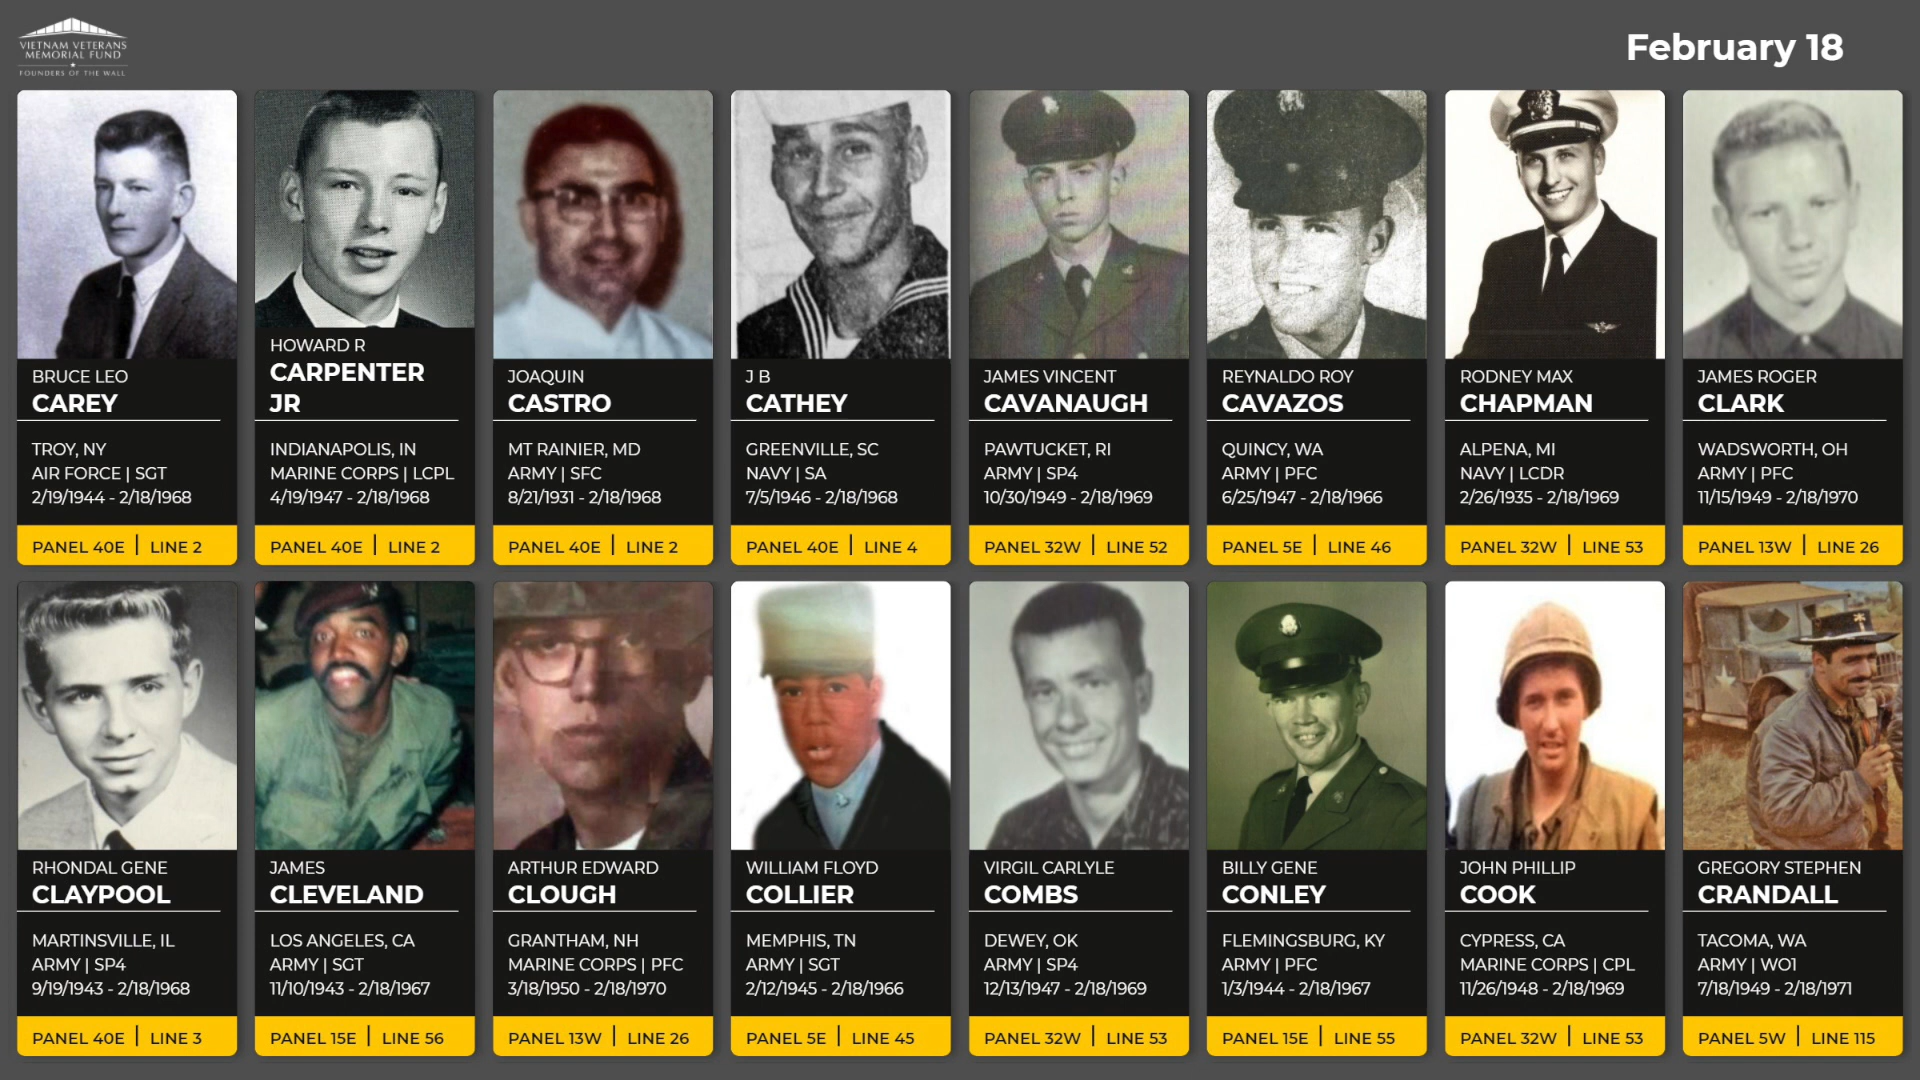 VIETNAM VETERANS
MEMORIAL FUND
FOUNDERS OF THE WALL
February 18
BRUCE LEO
CAREY
TROY, NY
AIR FORCE | SGT
2/19/1944 - 2/18/1968
PANEL 40E | LINE 2
HOWARD R
CARPENTER
JR
INDIANAPOLIS, IN
MARINE CORPS | LCPL
4/19/1947 - 2/18/1968
PANEL 40E | LINE 2
JOAQUIN
CASTRO
MT RAINIER, MD
ARMY | SFC
8/21/1931 - 2/18/1968
PANEL 40E | LINE 2
J B
CATHEY
GREENVILLE, SC
NAVY | SA
7/5/1946 - 2/18/1968
PANEL 40E | LINE 4
JAMES VINCENT
CAVANAUGH
PAWTUCKET, RI
ARMY | SP4
10/30/1949 - 2/18/1969
PANEL 32W | LINE 52
REYNALDO ROY
CAVAZOS
QUINCY, WA
ARMY | PFC
6/25/1947 - 2/18/1966
PANEL 5E | LINE 46
RODNEY MAX
CHAPMAN
ALPENA, MI
NAVY | LCDR
2/26/1935 - 2/18/1969
PANEL 32W | LINE 53
JAMES ROGER
CLARK
WADSWORTH, OH
ARMY | PFC
11/15/1949 - 2/18/1970
PANEL 13W | LINE 26
RHONDAL GENE
CLAYPOOL
MARTINSVILLE, IL
ARMY | SP4
9/19/1943 - 2/18/1968
PANEL 40E | LINE 3
JAMES
CLEVELAND
LOS ANGELES, CA
ARMY | SGT
11/10/1943 - 2/18/1967
PANEL 15E | LINE 56
ARTHUR EDWARD
CLOUGH
GRANTHAM, NH
MARINE CORPS | PFC
3/18/1950 - 2/18/1970
PANEL 13W | LINE 26
WILLIAM FLOYD
COLLIER
MEMPHIS, TN
ARMY | SGT
2/12/1945 - 2/18/1966
PANEL 5E | LINE 45
VIRGIL CARLYLE
COMBS
DEWEY, OK
ARMY | SP4
12/13/1947 - 2/18/1969
PANEL 32W | LINE 53
BILLY GENE
CONLEY
FLEMINGSBURG, KY
ARMY | PFC
1/3/1944 - 2/18/1967
PANEL 15E | LINE 55
JOHN PHILLIP
COOK
CYPRESS, CA
MARINE CORPS | CPL
11/26/1948 - 2/18/1969
PANEL 32W | LINE 53
GREGORY STEPHEN
CRANDALL
TACOMA, WA
ARMY | WO1
7/18/1949 - 2/18/1971
PANEL 5W | LINE 115